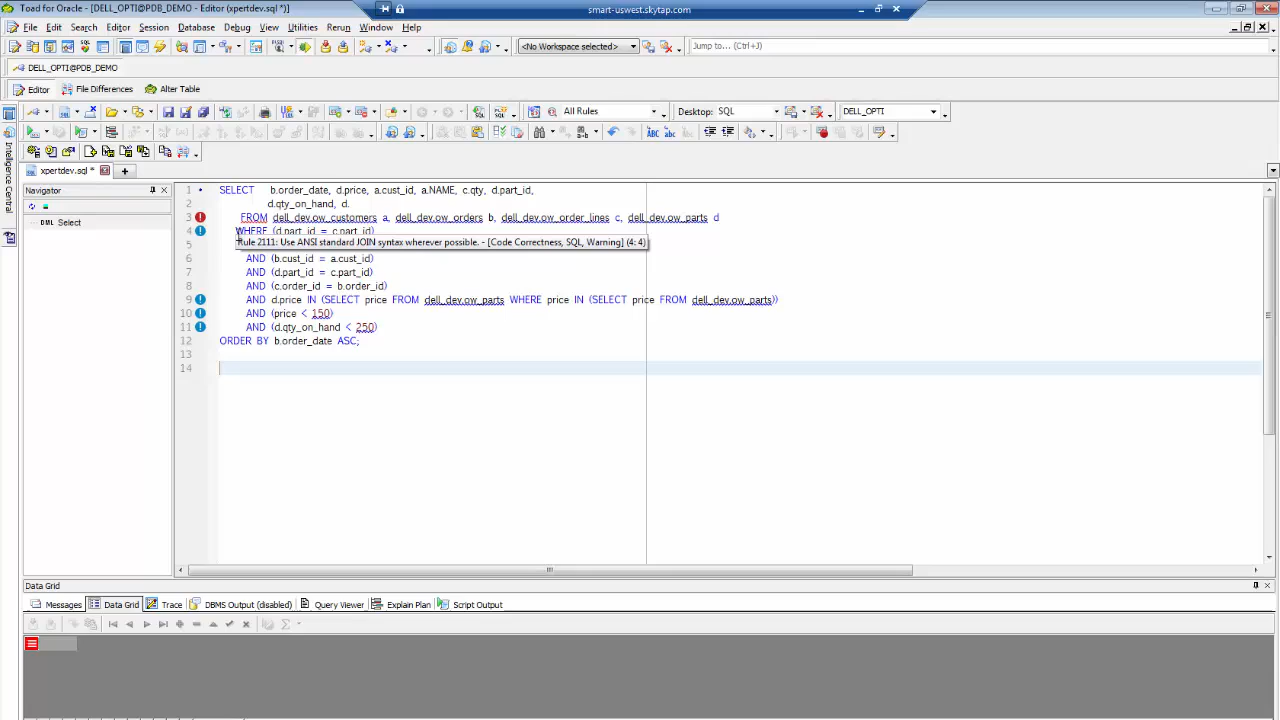 Toad for Oracle - [DELL_OPTI@PDB_DEMO - Editor (xpertdev.sql *)]
smart-uswest.skytap.com
File Edit Search Editor Session Database Debug View Utilities Rerun Window Help
<No Workspace selected>
Jump to... (Ctrl+J)
DELL_OPTI@PDB_DEMO
Editor File Differences Alter Table
All Rules
Desktop: SQL
DELL_OPTI
xpertdev.sql *
Intelligence Central
Navigator
DML Select
1 SELECT b.order_date, d.price, a.cust_id, a.NAME, c.qty, d.part_id,
2 d.qty_on_hand, d.
3 FROM dell_dev.ow_customers a, dell_dev.ow_orders b, dell_dev.ow_order_lines c, dell_dev.ow_parts d
4 WHERE (d.part_id = c.part_id)
Rule 2111: Use ANSI standard JOIN syntax wherever possible. - [Code Correctness, SQL, Warning] (4: 4)
5
6 AND (b.cust_id = a.cust_id)
7 AND (d.part_id = c.part_id)
8 AND (c.order_id = b.order_id)
9 AND d.price IN (SELECT price FROM dell_dev.ow_parts WHERE price IN (SELECT price FROM dell_dev.ow_parts))
10 AND (price < 150)
11 AND (d.qty_on_hand < 250)
12 ORDER BY b.order_date ASC;
13
14
Data Grid
Messages Data Grid Trace DBMS Output (disabled) Query Viewer Explain Plan Script Output